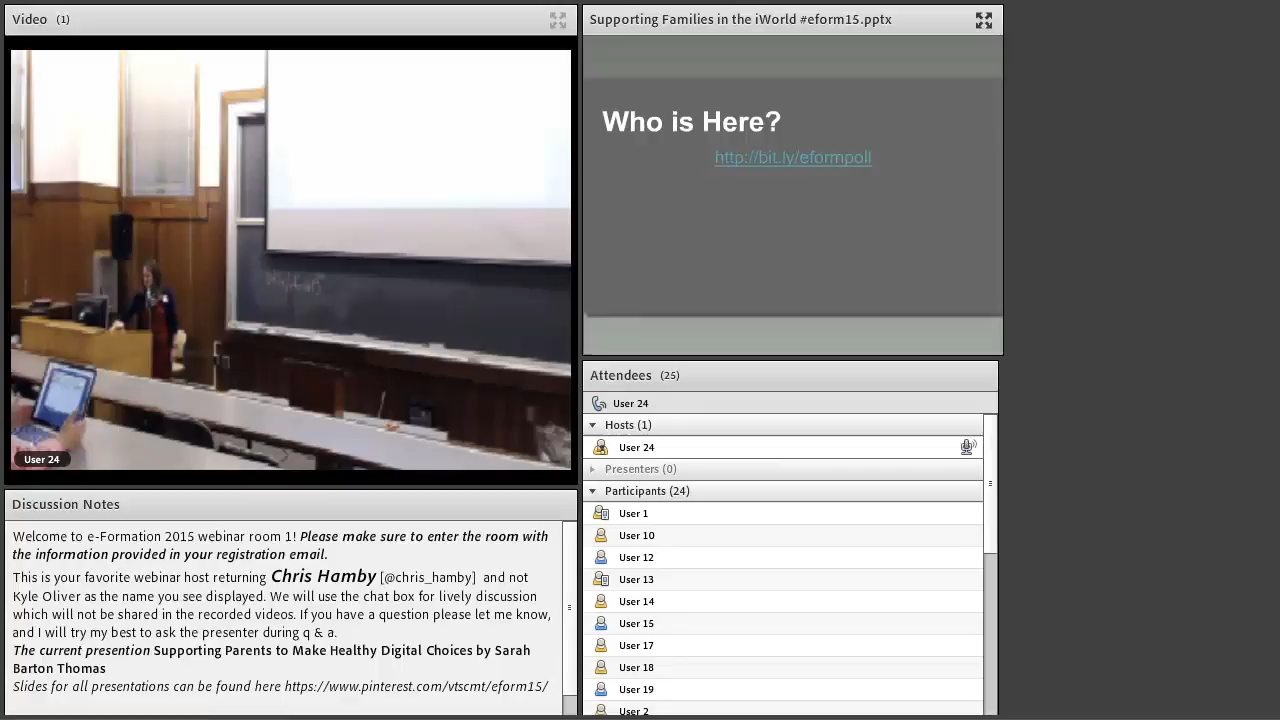 Video (1)
User 24
Supporting Families in the iWorld #eform15.pptx
Who is Here?
http://bit.ly/eformpoll
Discussion Notes
Welcome to e-Formation 2015 webinar room 1! Please make sure to enter the room with
the information provided in your registration email.
This is your favorite webinar host returning Chris Hamby [@chris_hamby] and not
Kyle Oliver as the name you see displayed. We will use the chat box for lively discussion
which will not be shared in the recorded videos. If you have a question please let me know,
and I will try my best to ask the presenter during q & a.
The current presention Supporting Parents to Make Healthy Digital Choices by Sarah
Barton Thomas
Slides for all presentations can be found here https://www.pinterest.com/vtscmt/eform15/
Attendees (25)
User 24
Hosts (1)
User 24
Presenters (0)
Participants (24)
User 1
User 10
User 12
User 13
User 14
User 15
User 17
User 18
User 19
User 2